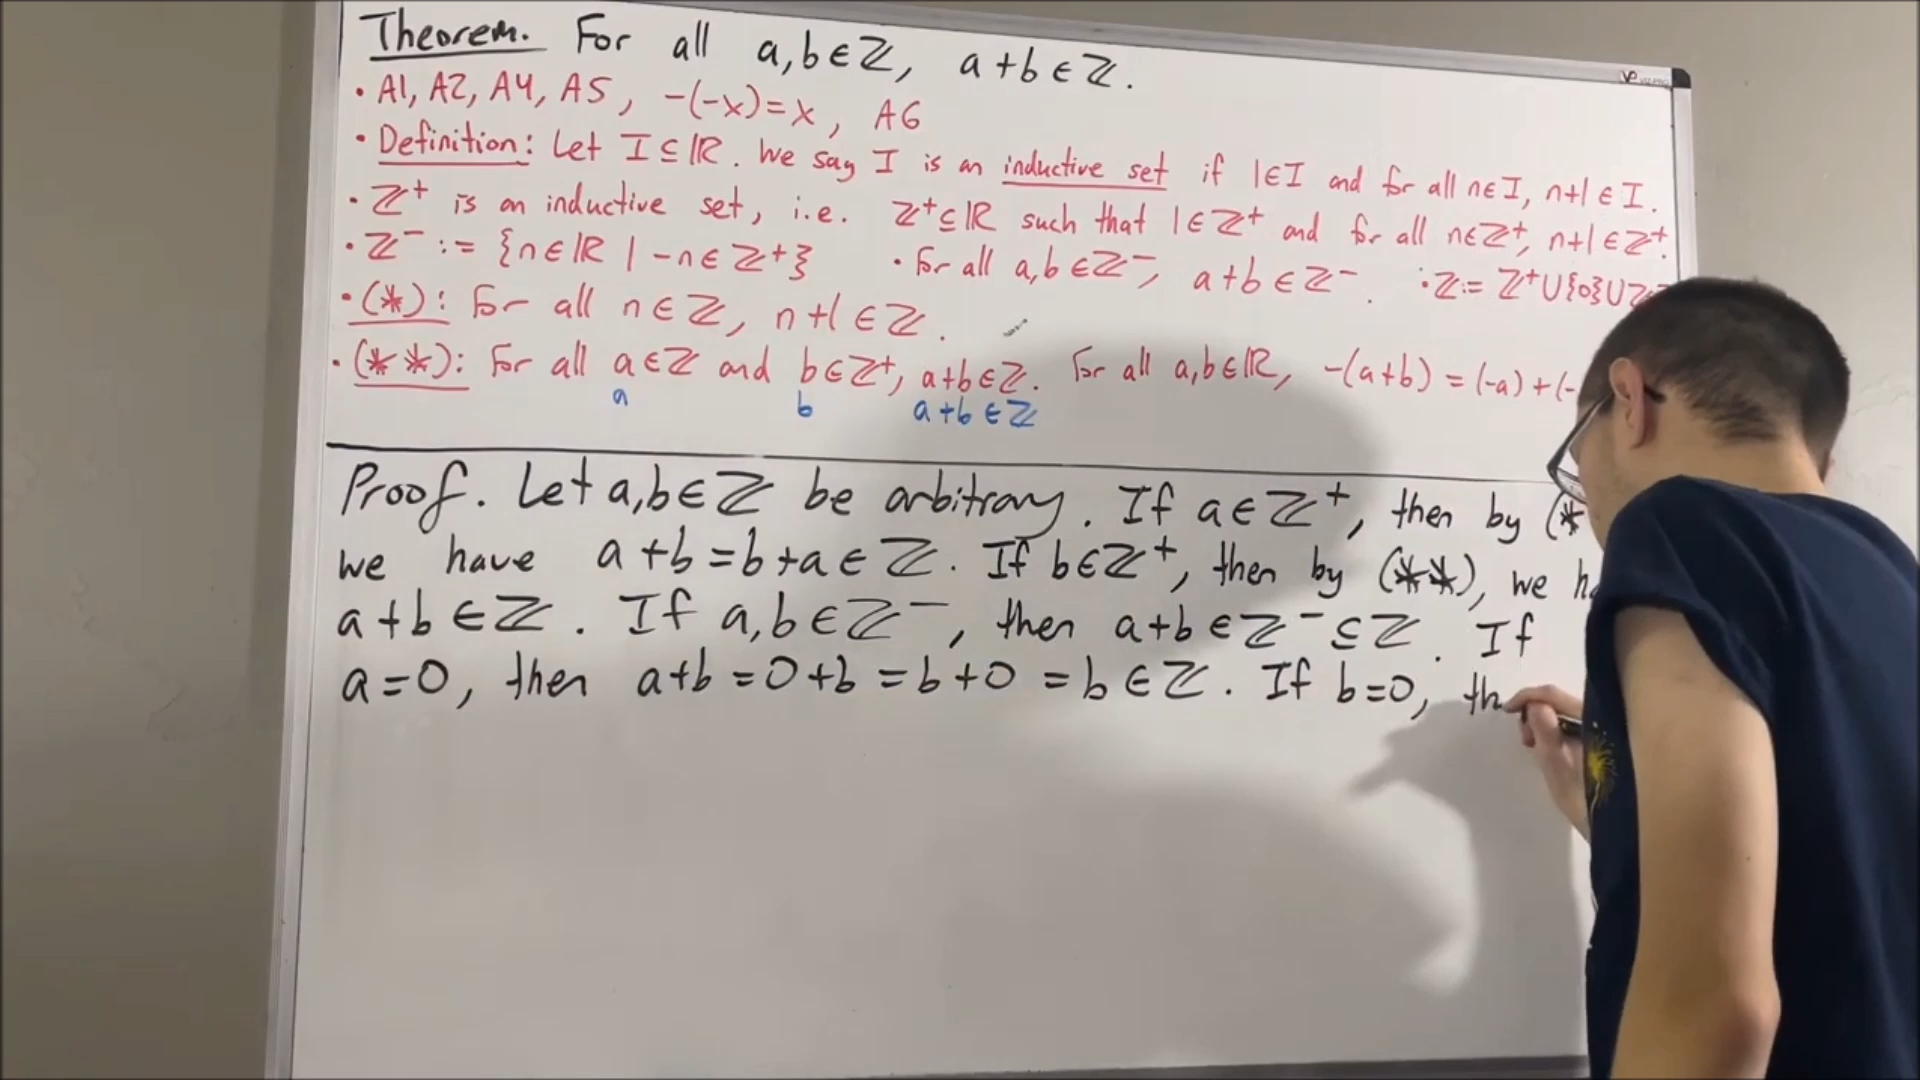 Theorem. For all a,b∈ℤ, a+b∈ℤ.
• A1, A2, A4, A5, -(-x)=x, A6
• Definition: Let I⊆ℝ. We say I is an inductive set if 1∈I and for all n∈I, n+1∈I.
• ℤ⁺ is an inductive set, i.e. ℤ⁺⊆ℝ such that 1∈ℤ⁺ and for all n∈ℤ⁺, n+1∈ℤ⁺.
• ℤ⁻ := {n∈ℝ | -n∈ℤ⁺} • For all a,b∈ℤ⁻, a+b∈ℤ⁻. • ℤ:= ℤ⁺∪{0}∪ℤ
• (*): For all n∈ℤ, n+1∈ℤ.
• (**): For all a∈ℤ and b∈ℤ⁺, a+b∈ℤ. For all a,b∈ℝ, -(a+b) = (-a)+(-
a b a+b∈ℤ
Proof. Let a,b∈ℤ be arbitrary. If a∈ℤ⁺, then by (*
we have a+b=b+a∈ℤ. If b∈ℤ⁺, then by (**), we ha
a+b∈ℤ. If a,b∈ℤ⁻, then a+b∈ℤ⁻⊆ℤ. If
a=0, then a+b=0+b=b+0=b∈ℤ. If b=0, th